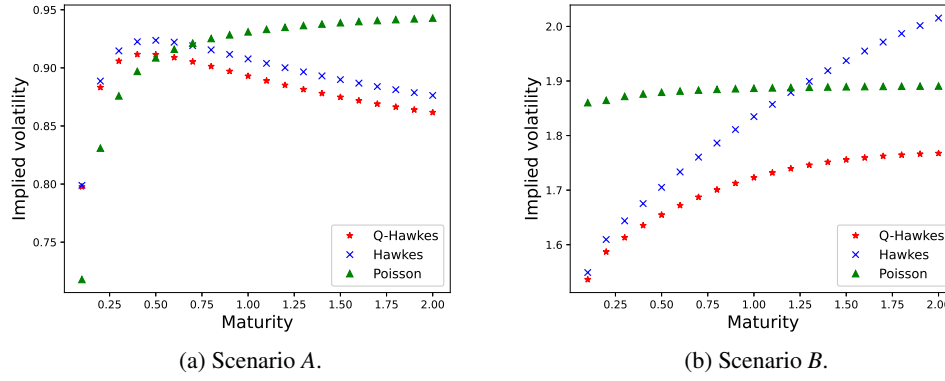 Implied volatility
0.95
0.90
0.85
0.80
0.75
0.25 0.50 0.75 1.00 1.25 1.50 1.75 2.00
Maturity
Q-Hawkes
Hawkes
Poisson
(a) Scenario A.
Implied volatility
2.0
1.9
1.8
1.7
1.6
0.25 0.50 0.75 1.00 1.25 1.50 1.75 2.00
Maturity
Q-Hawkes
Hawkes
Poisson
(b) Scenario B.